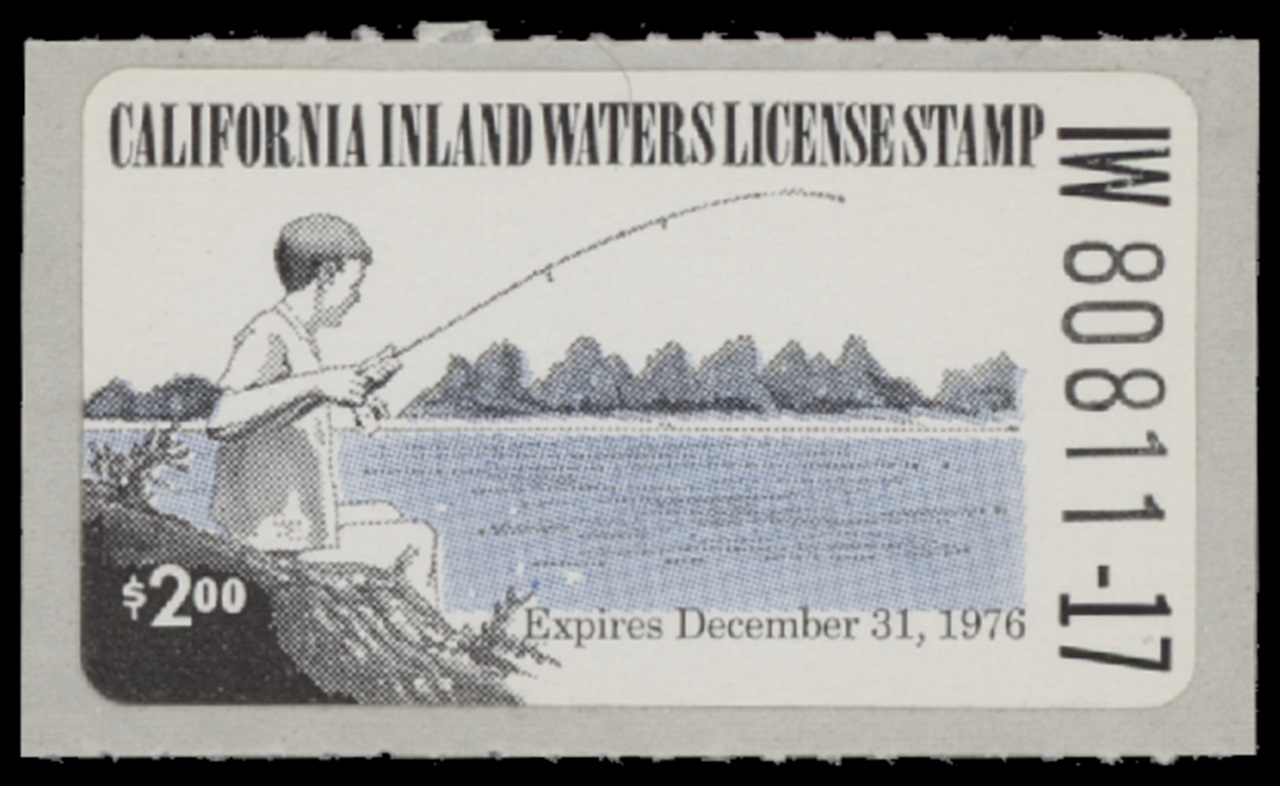 CALIFORNIA INLAND WATERS LICENSE STAMP
IW 80811-17
$2.00
Expires December 31, 1976